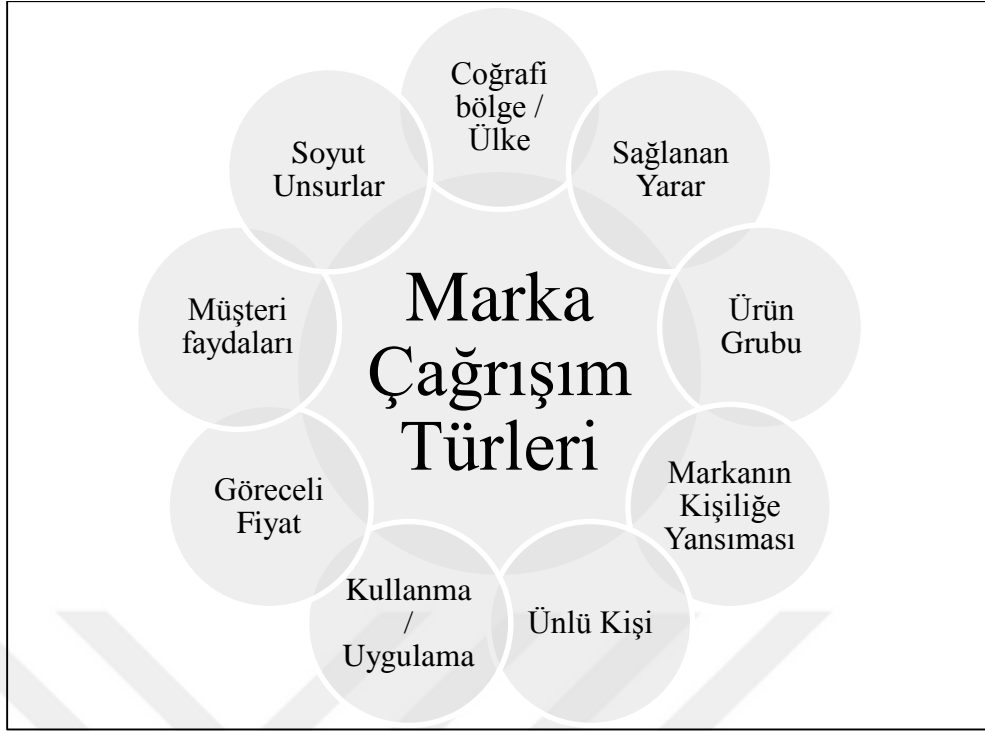 Coğrafi
bölge /
Ülke
Sağlanan
Yarar
Ürün
Grubu
Markanın
Kişiliğe
Yansıması
Ünlü Kişi
Kullanma
/
Uygulama
Göreceli
Fiyat
Müşteri
faydaları
Soyut
Unsurlar
Marka
Çağrışım
Türleri